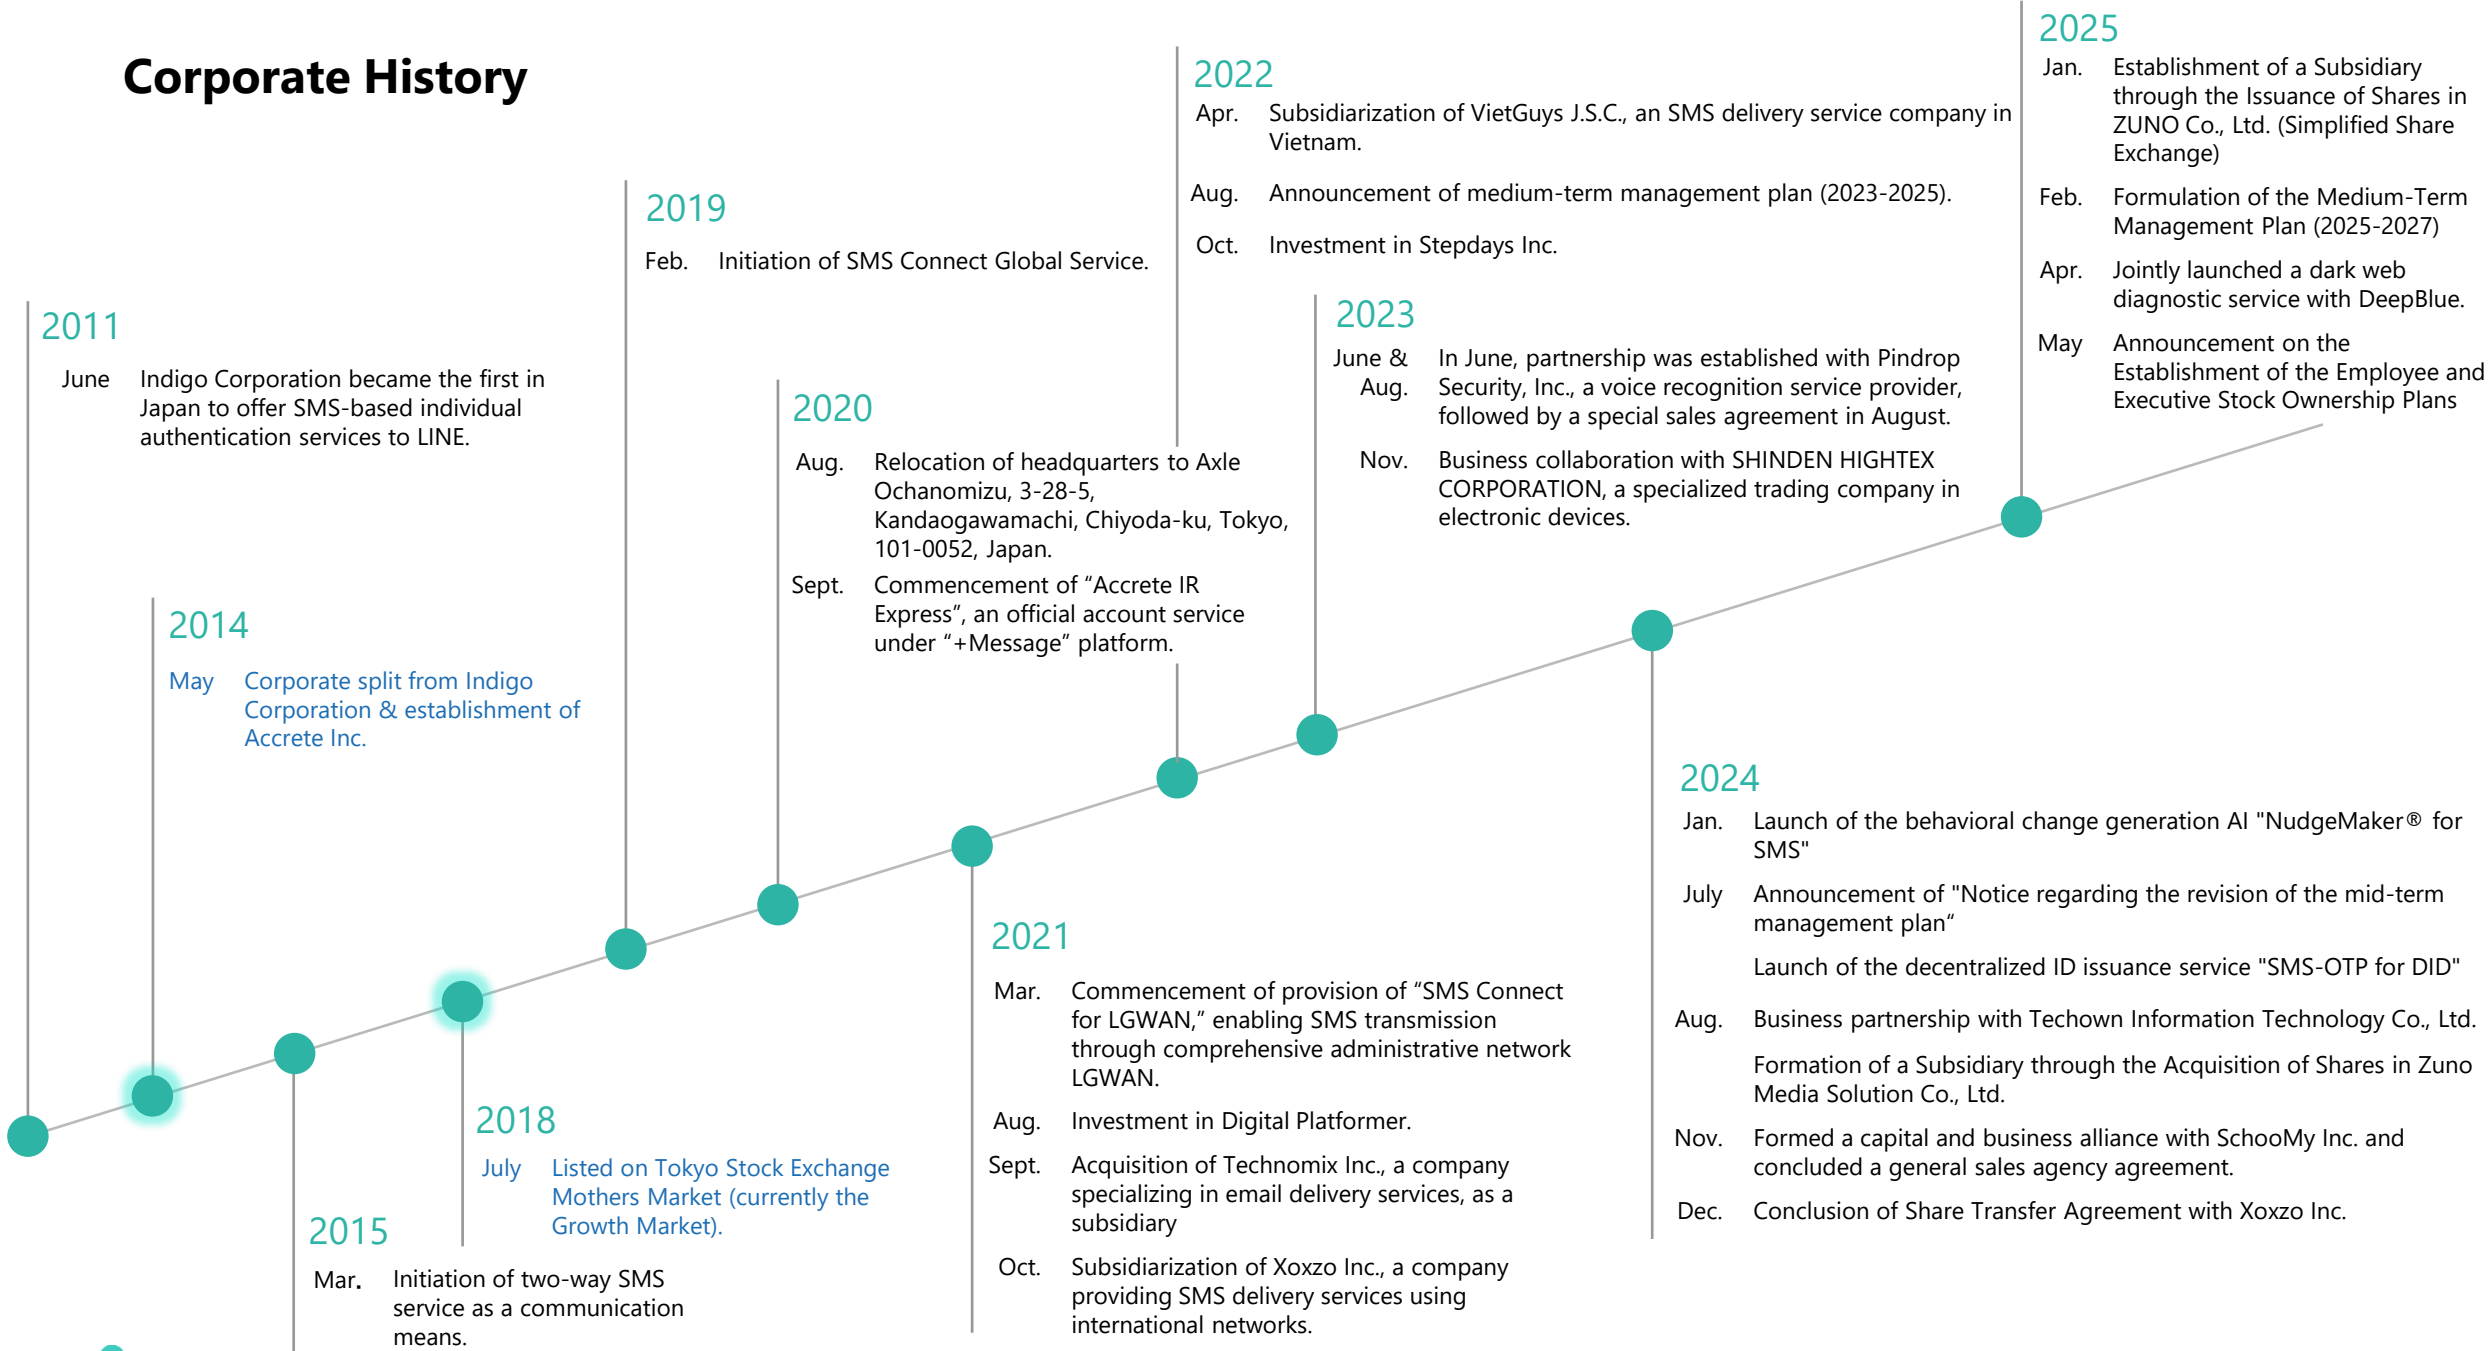 Corporate History
2011
June Indigo Corporation became the first in
Japan to offer SMS-based individual
authentication services to LINE.
2014
May Corporate split from Indigo
Corporation & establishment of
Accrete Inc.
2015
Mar. Initiation of two-way SMS
service as a communication
means.
2018
July Listed on Tokyo Stock Exchange
Mothers Market (currently the
Growth Market).
2019
Feb. Initiation of SMS Connect Global Service.
2020
Aug. Relocation of headquarters to Axle
Ochanomizu, 3-28-5,
Kandaogawamachi, Chiyoda-ku, Tokyo,
101-0052, Japan.
Sept. Commencement of “Accrete IR
Express”, an official account service
under “+Message” platform.
2021
Mar. Commencement of provision of “SMS Connect
for LGWAN,” enabling SMS transmission
through comprehensive administrative network
LGWAN.
Aug. Investment in Digital Platformer.
Sept. Acquisition of Technomix Inc., a company
specializing in email delivery services, as a
subsidiary
Oct. Subsidiarization of Xoxzo Inc., a company
providing SMS delivery services using
international networks.
2022
Apr. Subsidiarization of VietGuys J.S.C., an SMS delivery service company in
Vietnam.
Aug. Announcement of medium-term management plan (2023-2025).
Oct. Investment in Stepdays Inc.
2023
June & In June, partnership was established with Pindrop
Aug. Security, Inc., a voice recognition service provider,
followed by a special sales agreement in August.
Nov. Business collaboration with SHINDEN HIGHTEX
CORPORATION, a specialized trading company in
electronic devices.
2024
Jan. Launch of the behavioral change generation AI "NudgeMaker® for
SMS"
July Announcement of "Notice regarding the revision of the mid-term
management plan“
Launch of the decentralized ID issuance service "SMS-OTP for DID"
Aug. Business partnership with Techown Information Technology Co., Ltd.
Formation of a Subsidiary through the Acquisition of Shares in Zuno
Media Solution Co., Ltd.
Nov. Formed a capital and business alliance with SchooMy Inc. and
concluded a general sales agency agreement.
Dec. Conclusion of Share Transfer Agreement with Xoxzo Inc.
2025
Jan. Establishment of a Subsidiary
through the Issuance of Shares in
ZUNO Co., Ltd. (Simplified Share
Exchange)
Feb. Formulation of the Medium-Term
Management Plan (2025-2027)
Apr. Jointly launched a dark web
diagnostic service with DeepBlue.
May Announcement on the
Establishment of the Employee and
Executive Stock Ownership Plans